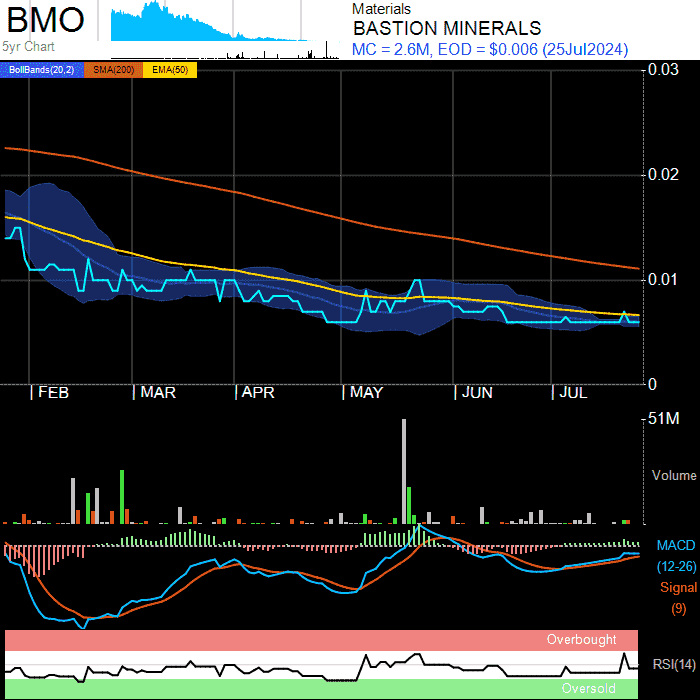 BMO
5yr Chart
Materials
BASTION MINERALS
MC = 2.6M, EOD = $0.006 (25Jul2024)
BollBands(20,2) SMA(200) EMA(50)
0.03
0.02
0.01
0
FEB MAR APR MAY JUN JUL
51M
Volume
MACD
(12-26)
Signal
(9)
Overbought
RSI(14)
Oversold